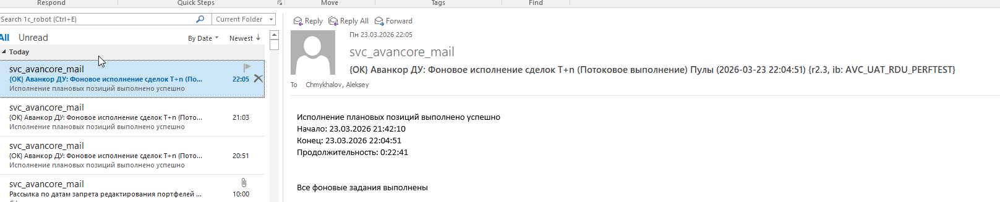 Respond
Quick Steps
Move
Tags
Find
Search 1c_robot (Ctrl+E)
Current Folder
All Unread
By Date Newest ↓
Today
svc_avancore_mail
{OK} Аванкор ДУ: Фоновое исполнение сделок T+n (По... 22:05
Исполнение плановых позиций выполнено успешно
svc_avancore_mail
{OK} Аванкор ДУ: Фоновое исполнение сделок T+n (Пото... 21:03
Исполнение плановых позиций выполнено успешно
svc_avancore_mail
{OK} Аванкор ДУ: Фоновое исполнение сделок T+n (Пото... 20:51
Исполнение плановых позиций выполнено успешно
svc_avancore_mail
Рассылка по датам запрета редактирования портфелей ... 10:00
Reply Reply All Forward
Пн 23.03.2026 22:05
svc_avancore_mail
{OK} Аванкор ДУ: Фоновое исполнение сделок T+n (Потоковое выполнение) Пулы (2026-03-23 22:04:51) {r2.3, ib: AVC_UAT_RDU_PERFTEST}
To Chmykhalov, Aleksey
Исполнение плановых позиций выполнено успешно
Начало: 23.03.2026 21:42:10
Конец: 23.03.2026 22:04:51
Продолжительность: 0:22:41
Все фоновые задания выполнены